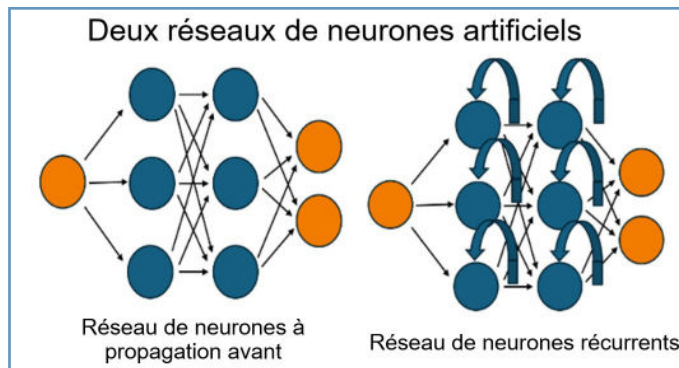 Deux réseaux de neurones artificiels
Réseau de neurones à
propagation avant
Réseau de neurones récurrents